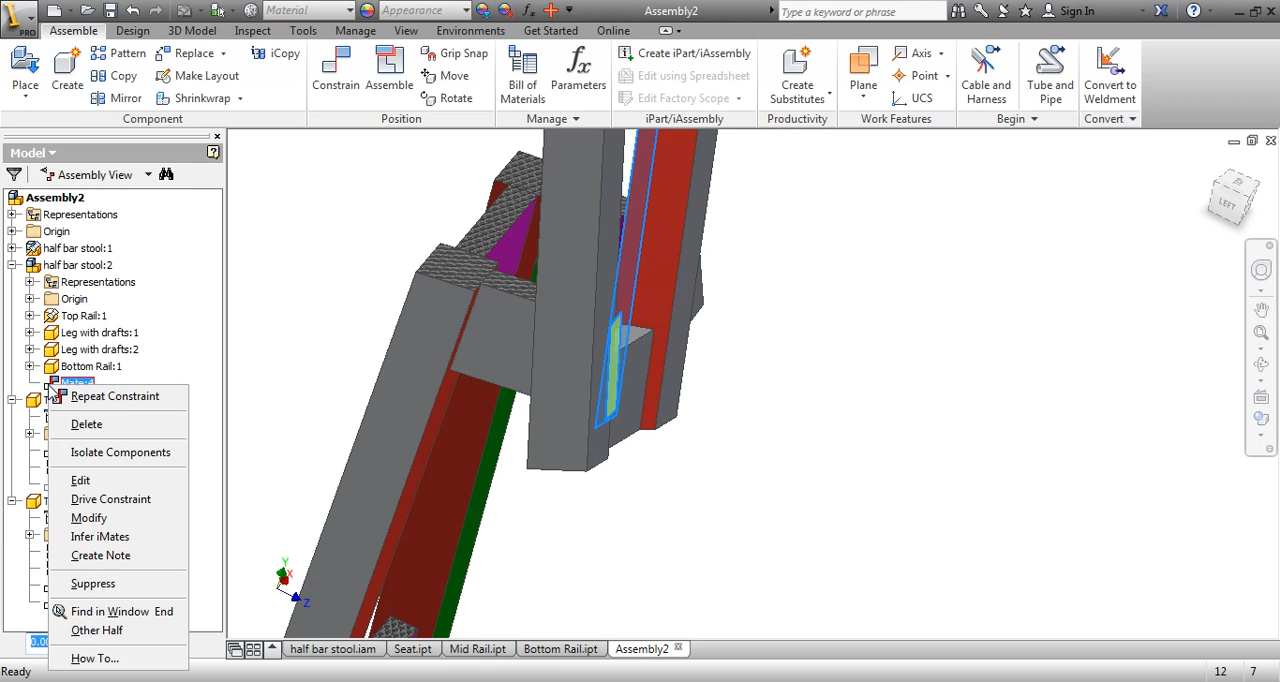 Material
Appearance
Assembly2
Type a keyword or phrase
Sign In
PRO
Assemble
Design
3D Model
Inspect
Tools
Manage
View
Environments
Get Started
Online
Place
Create
Pattern
Copy
Mirror
Replace
Make Layout
Shrinkwrap
iCopy
Component
Constrain
Assemble
Grip Snap
Move
Rotate
Position
Bill of
Materials
Parameters
Manage
Create iPart/iAssembly
Edit using Spreadsheet
Edit Factory Scope
iPart/iAssembly
Create
Substitutes
Productivity
Plane
Axis
Point
UCS
Work Features
Cable and
Harness
Tube and
Pipe
Begin
Convert to
Weldment
Convert
Model
Assembly View
Assembly2
Representations
Origin
half bar stool:1
half bar stool:2
Representations
Origin
Top Rail:1
Leg with drafts:1
Leg with drafts:2
Bottom Rail:1
Mate:4
Repeat Constraint
Delete
Isolate Components
Edit
Drive Constraint
Modify
Infer iMates
Create Note
Suppress
Find in Window End
Other Half
How To...
LEFT
Y
X
Z
half bar stool.iam
Seat.ipt
Mid Rail.ipt
Bottom Rail.ipt
Assembly2
Ready
12
7